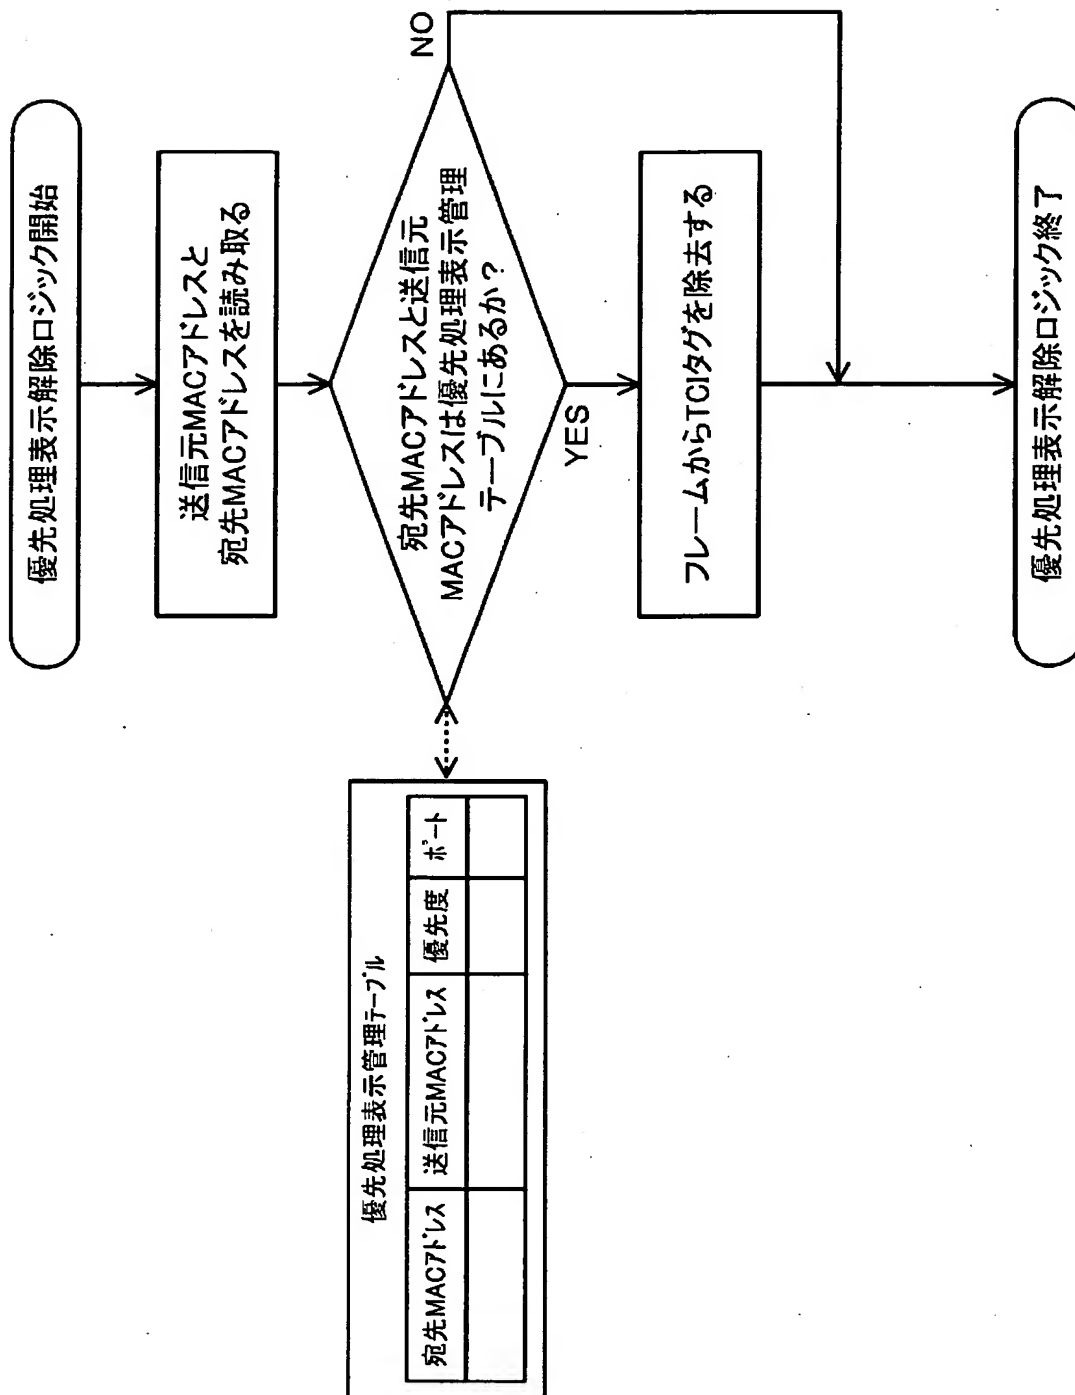 優先処理表示解除ロジック開始
送信元MACアドレスと
宛先MACアドレスを読み取る
宛先MACアドレスと送信元
MACアドレスは優先処理表示管理
テーブルにあるか？
NO
YES
優先処理表示管理テーブル
宛先MACアドレス 送信元MACアドレス 優先度 ポート
フレームからTCIタグを除去する
優先処理表示解除ロジック終了